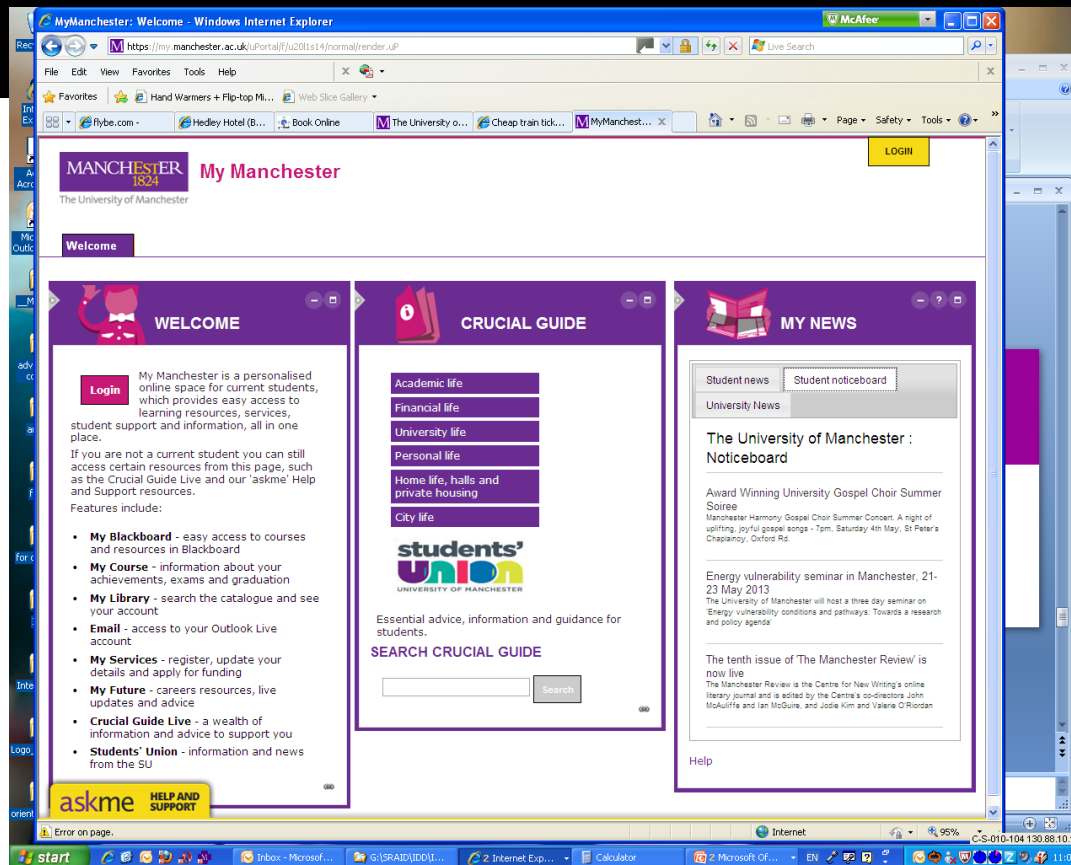 MyManchester: Welcome - Windows Internet Explorer
McAfee
https://my.manchester.ac.uk/uPortal/f/u20l1s14/normal/render.uP
Live Search
File Edit View Favorites Tools Help
Favorites Hand Warmers + Flip-top Mi... Web Slice Gallery
flybe.com - Hedley Hotel (B... Book Online The University o... Cheap train tick... MyManchest... Page Safety Tools
LOGIN
MANCHESTER
1824
The University of Manchester
My Manchester
Welcome
WELCOME
Login
My Manchester is a personalised
online space for current students,
which provides easy access to
learning resources, services,
student support and information, all in one
place.
If you are not a current student you can still
access certain resources from this page, such
as the Crucial Guide Live and our 'askme' Help
and Support resources.
Features include:
• My Blackboard - easy access to courses
and resources in Blackboard
• My Course - information about your
achievements, exams and graduation
• My Library - search the catalogue and see
your account
• Email - access to your Outlook Live
account
• My Services - register, update your
details and apply for funding
• My Future - careers resources, live
updates and advice
• Crucial Guide Live - a wealth of
information and advice to support you
• Students' Union - information and news
from the SU
askme HELP AND
SUPPORT
CRUCIAL GUIDE
Academic life
Financial life
University life
Personal life
Home life, halls and
private housing
City life
students'
union
UNIVERSITY OF MANCHESTER
Essential advice, information and guidance for
students.
SEARCH CRUCIAL GUIDE
Search
MY NEWS
Student news Student noticeboard
University News
The University of Manchester :
Noticeboard
Award Winning University Gospel Choir Summer
Soiree
Manchester Harmony Gospel Choir Summer Concert. A night of
uplifting, joyful gospel songs - 7pm, Saturday 4th May, St Peter's
Chaplaincy, Oxford Rd.
Energy vulnerability seminar in Manchester, 21-
23 May 2013
The University of Manchester will host a three day seminar on
'Energy vulnerability conditions and pathways: Towards a research
and policy agenda'
The tenth issue of 'The Manchester Review' is
now live
The Manchester Review is the Centre for New Writing's online
literary journal and is edited by the Centre's co-directors John
McAuliffe and Ian McGuire, and Jodie Kim and Valerie O'Riordan
Help
Error on page.
Internet
95%
C-S-010-104 130.88.10.
start
Inbox - Microsof... G:\SRAID\IDD\I... 2 Internet Exp... Calculator 2 Microsoft Of... EN 11:0